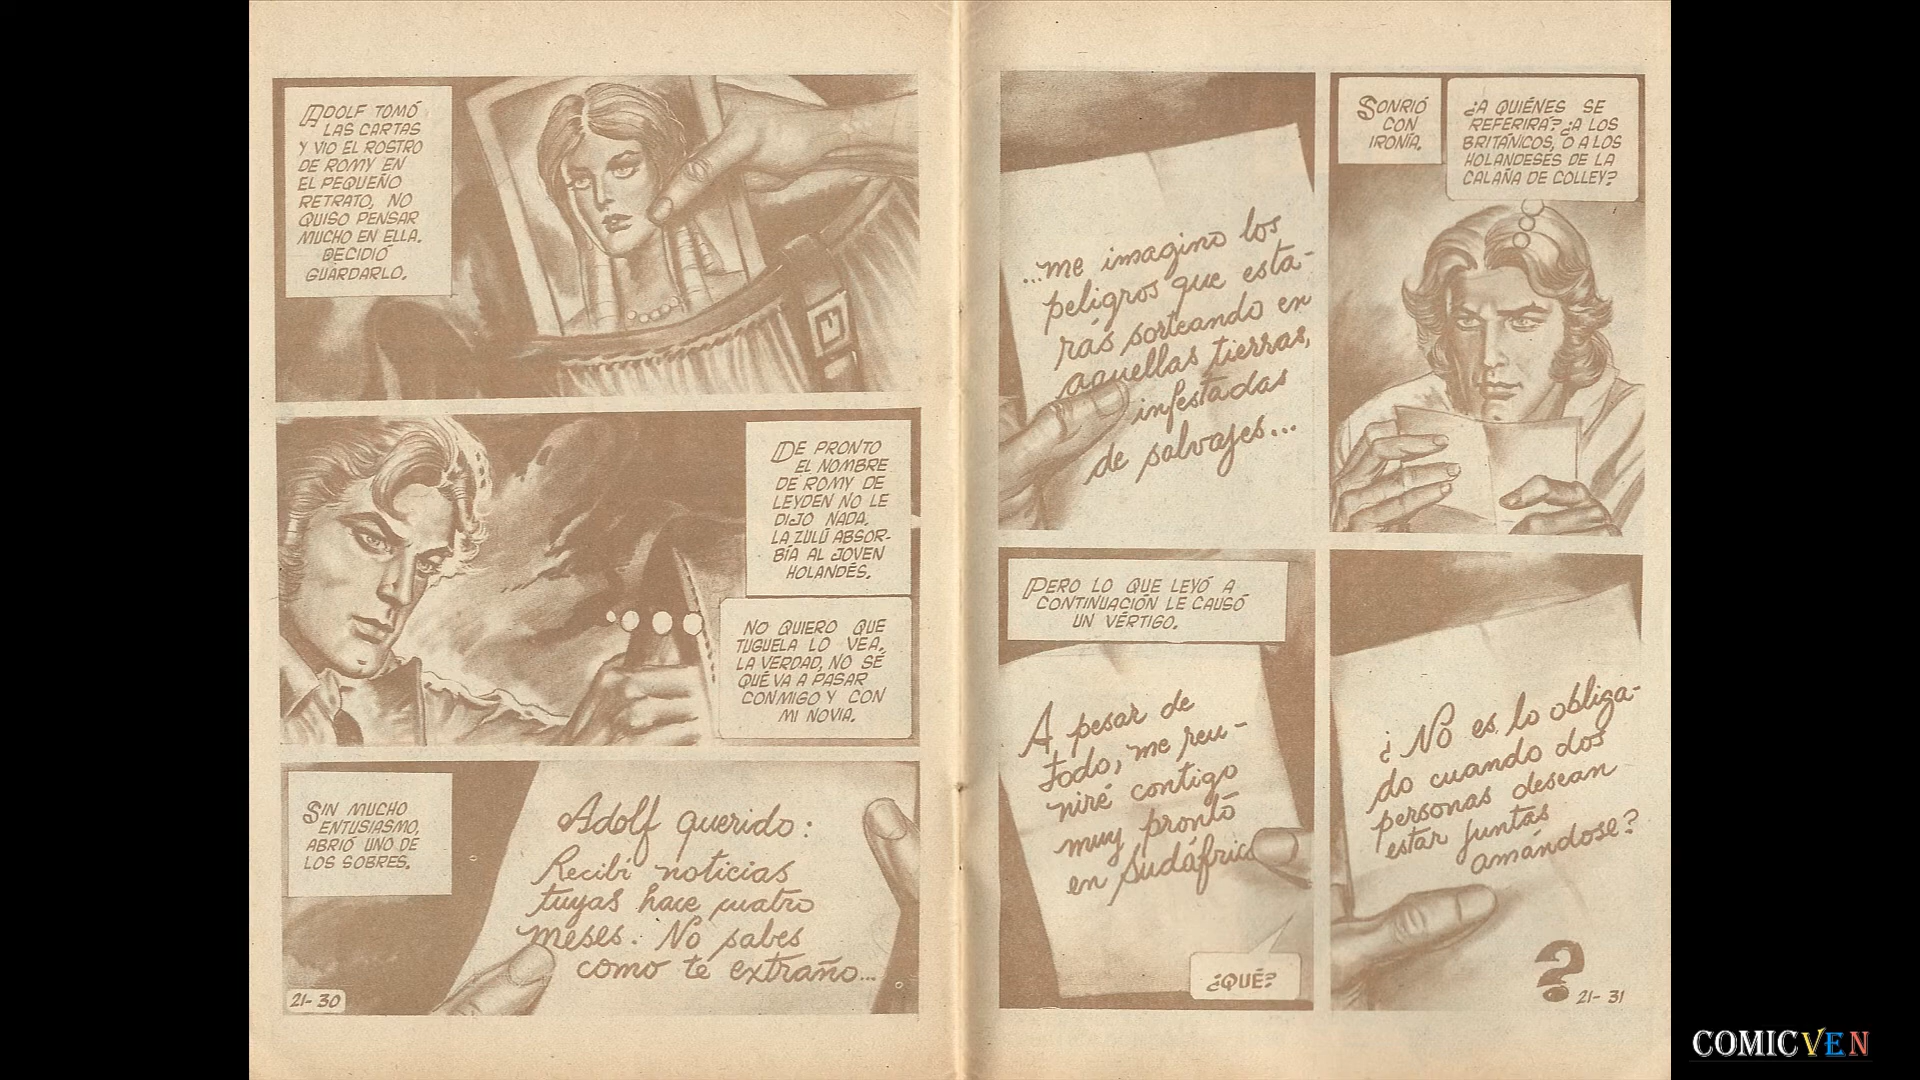 ADOLF TOMÓ
LAS CARTAS
Y VIO EL ROSTRO
DE ROMY EN
EL PEQUEÑO
RETRATO, NO
QUISO PENSAR
MUCHO EN ELLA.
DECIDIÓ
GUARDARLO.
DE PRONTO
EL NOMBRE
DE ROMY DE
LEYDEN NO LE
DIJO NADA.
LA ZULÚ ABSOR-
BÍA AL JOVEN
HOLANDÉS.
NO QUIERO QUE
TUGUELA LO VEA.
LA VERDAD, NO SÉ
QUÉ VA A PASAR
CONMIGO Y CON
MI NOVIA.
SIN MUCHO
ENTUSIASMO,
ABRIÓ UNO DE
LOS SOBRES.
Adolf querido:
Recibí noticias
tuyas hace cuatro
meses. No sabes
como te extraño...
21-30
...me imagino los
peligros que esta-
rás sorteando en
aquellas tierras,
infestadas
de salvajes...
SONRIÓ
CON
IRONÍA.
¿A QUIÉNES SE
REFERIRÁ? ¿A LOS
BRITÁNICOS, O A LOS
HOLANDESES DE LA
CALAÑA DE COLLEY?
PERO LO QUE LEYÓ A
CONTINUACIÓN LE CAUSÓ
UN VÉRTIGO.
A pesar de
todo, me reu-
niré contigo
muy pronto
en Sudáfrica
¿QUÉ?
¿No es lo obliga-
do cuando dos
personas desean
estar juntas
amándose?
?
21-31
COMICVEN